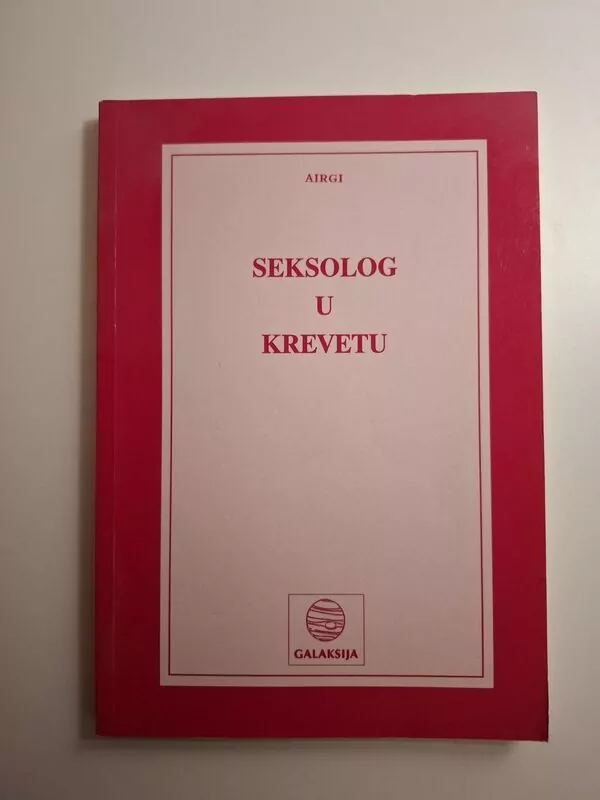 AIRGI
SEKSOLOG
U
KREVETU
GALAKSIJA